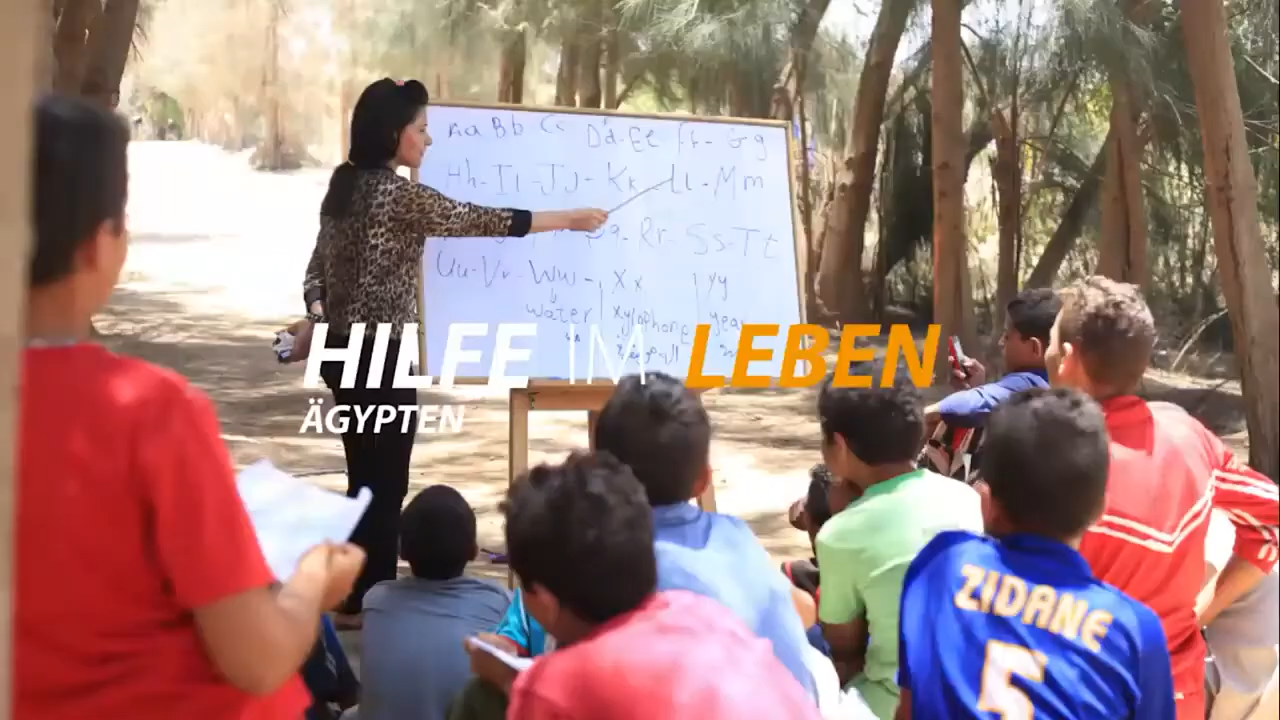 Aa Bb Cc Dd-Ee Ff-Gg
Hh-Ii-Jj-Kk Ll-Mm
Qq-Rr-Ss-Tt
Uu-Vv-Ww-Xx Yy
water xylophone year
HILFE IM LEBEN
ÄGYPTEN
ZIDANE
5